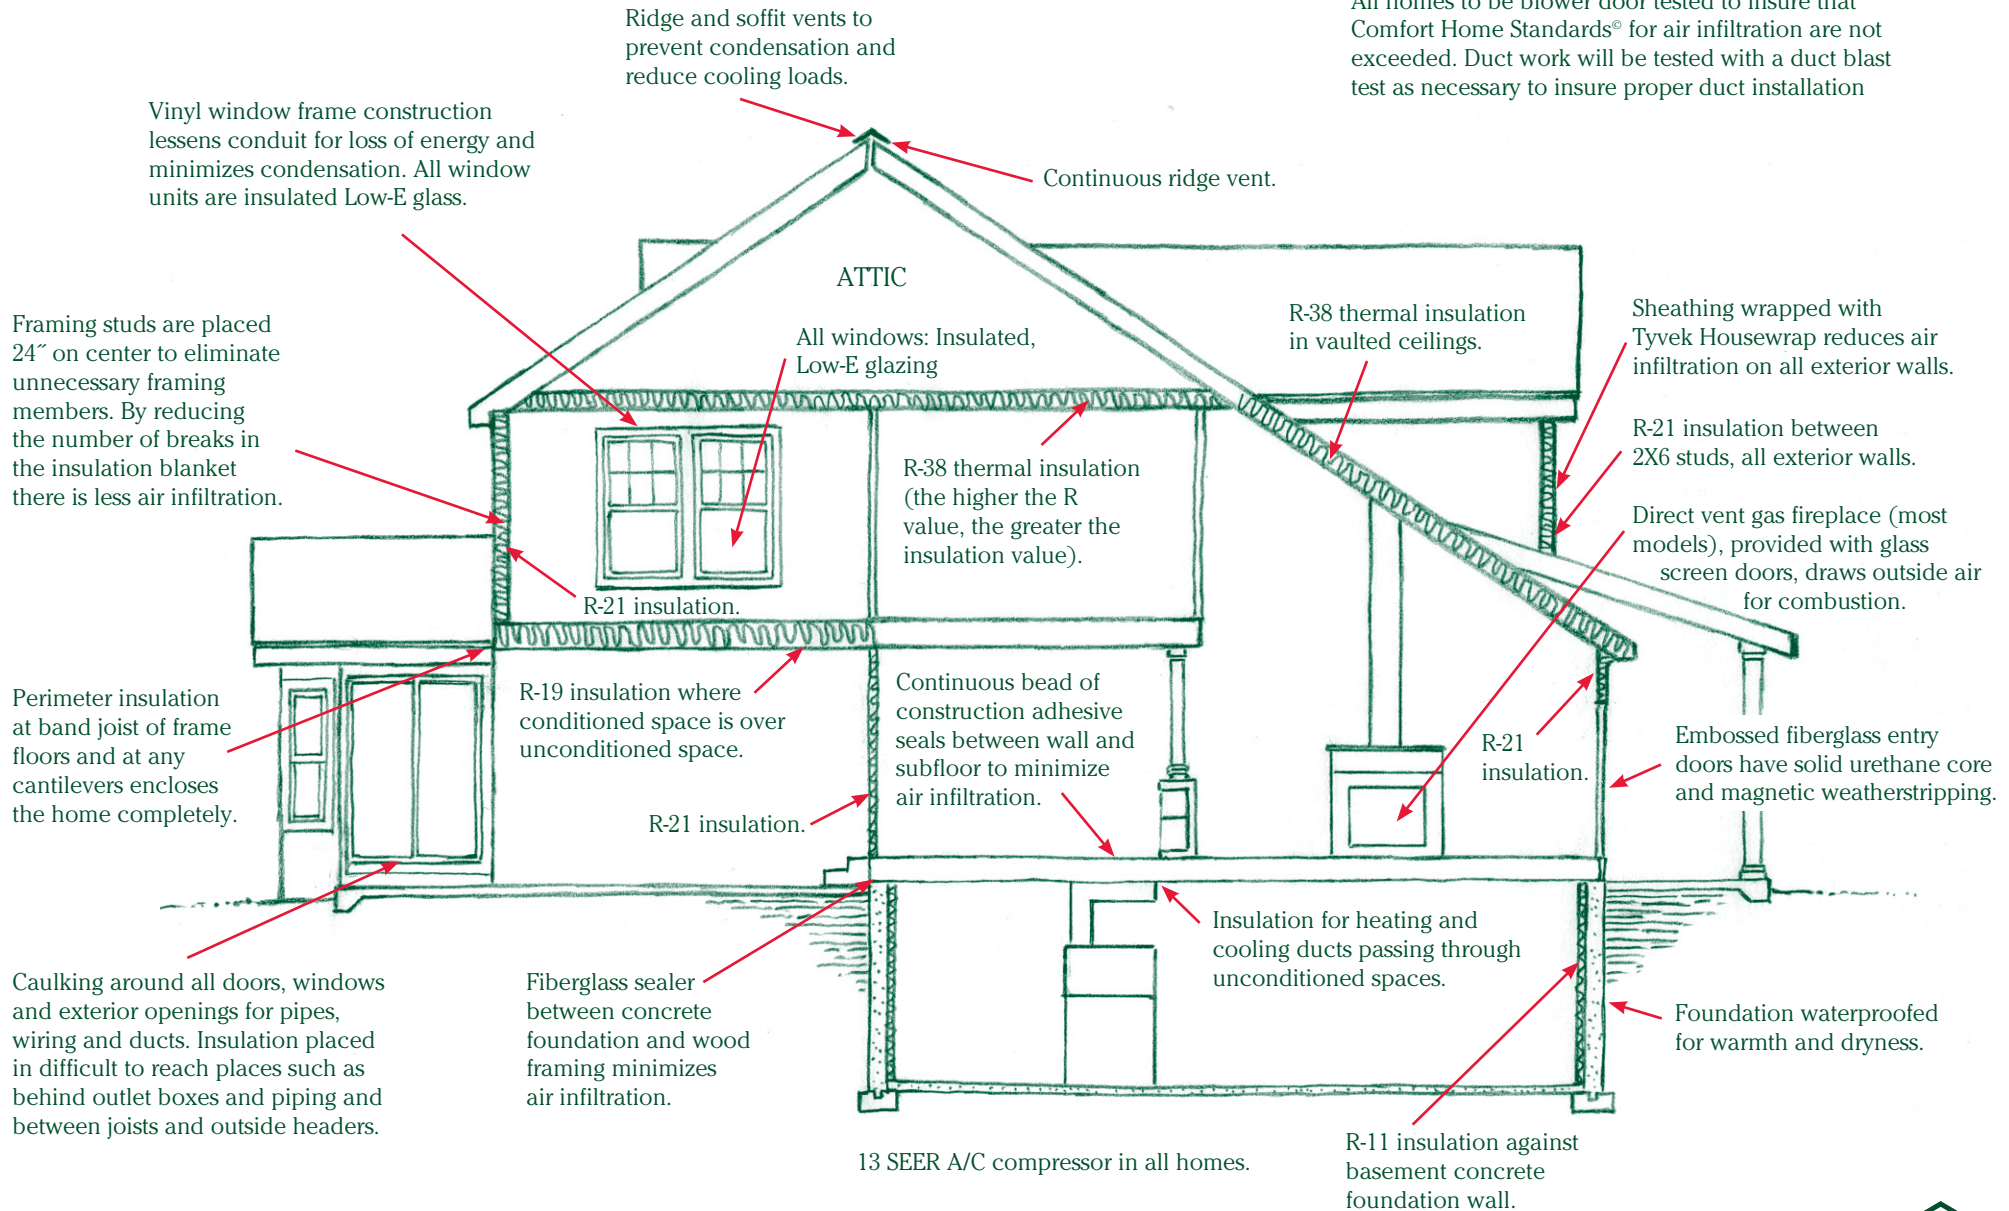 Ridge and soffit vents to
prevent condensation and
reduce cooling loads.
All homes to be blower door tested to insure that
Comfort Home Standards© for air infiltration are not
exceeded. Duct work will be tested with a duct blast
test as necessary to insure proper duct installation
Vinyl window frame construction
lessens conduit for loss of energy and
minimizes condensation. All window
units are insulated Low-E glass.
Continuous ridge vent.
ATTIC
Framing studs are placed
24˝ on center to eliminate
unnecessary framing
members. By reducing
the number of breaks in
the insulation blanket
there is less air infiltration.
All windows: Insulated,
Low-E glazing
R-38 thermal insulation
in vaulted ceilings.
Sheathing wrapped with
Tyvek Housewrap reduces air
infiltration on all exterior walls.
R-21 insulation between
2X6 studs, all exterior walls.
R-38 thermal insulation
(the higher the R
value, the greater the
insulation value).
Direct vent gas fireplace (most
models), provided with glass
screen doors, draws outside air
for combustion.
R-21 insulation.
Perimeter insulation
at band joist of frame
floors and at any
cantilevers encloses
the home completely.
R-19 insulation where
conditioned space is over
unconditioned space.
Continuous bead of
construction adhesive
seals between wall and
subfloor to minimize
air infiltration.
R-21
insulation.
Embossed fiberglass entry
doors have solid urethane core
and magnetic weatherstripping.
R-21 insulation.
Insulation for heating and
cooling ducts passing through
unconditioned spaces.
Caulking around all doors, windows
and exterior openings for pipes,
wiring and ducts. Insulation placed
in difficult to reach places such as
behind outlet boxes and piping and
between joists and outside headers.
Fiberglass sealer
between concrete
foundation and wood
framing minimizes
air infiltration.
Foundation waterproofed
for warmth and dryness.
13 SEER A/C compressor in all homes.
R-11 insulation against
basement concrete
foundation wall.